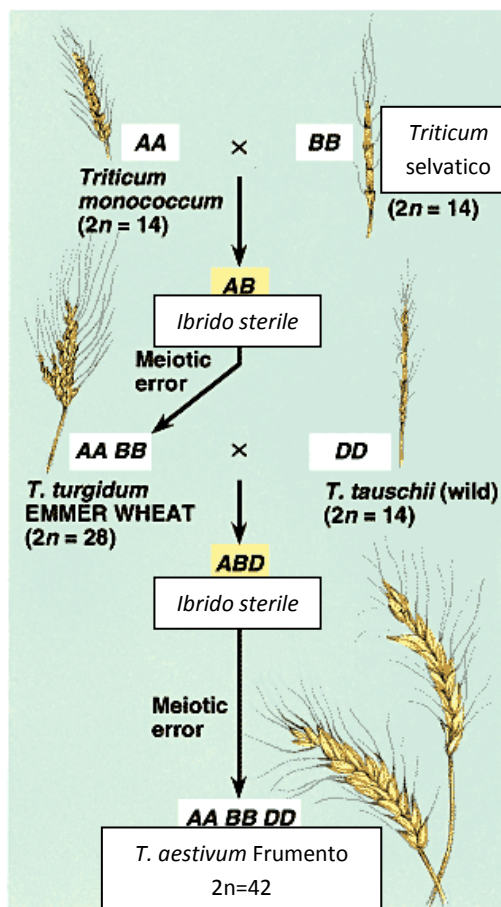 AA × BB
Triticum
selvatico
Triticum
monococcum
(2n = 14)
(2n = 14)
AB
Ibrido sterile
Meiotic
error
AA BB × DD
T. turgidum
EMMER WHEAT
(2n = 28)
T. tauschii (wild)
(2n = 14)
ABD
Ibrido sterile
Meiotic
error
AA BB DD
T. aestivum Frumento
2n=42